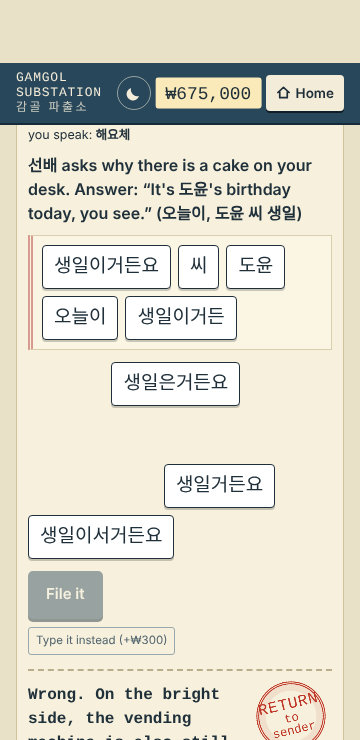 GAMGOL
SUBSTATION
감골 파출소
₩675,000
Home
you speak: 해요체
선배 asks why there is a cake on your
desk. Answer: “It's 도윤's birthday
today, you see.” (오늘이, 도윤 씨 생일)
생일이거든요 씨 도윤
오늘이 생일이거든
생일은거든요
생일거든요
생일이서거든요
File it
Type it instead (+₩300)
Wrong. On the bright
side, the vending
machine is also still
RETURN
to
sender